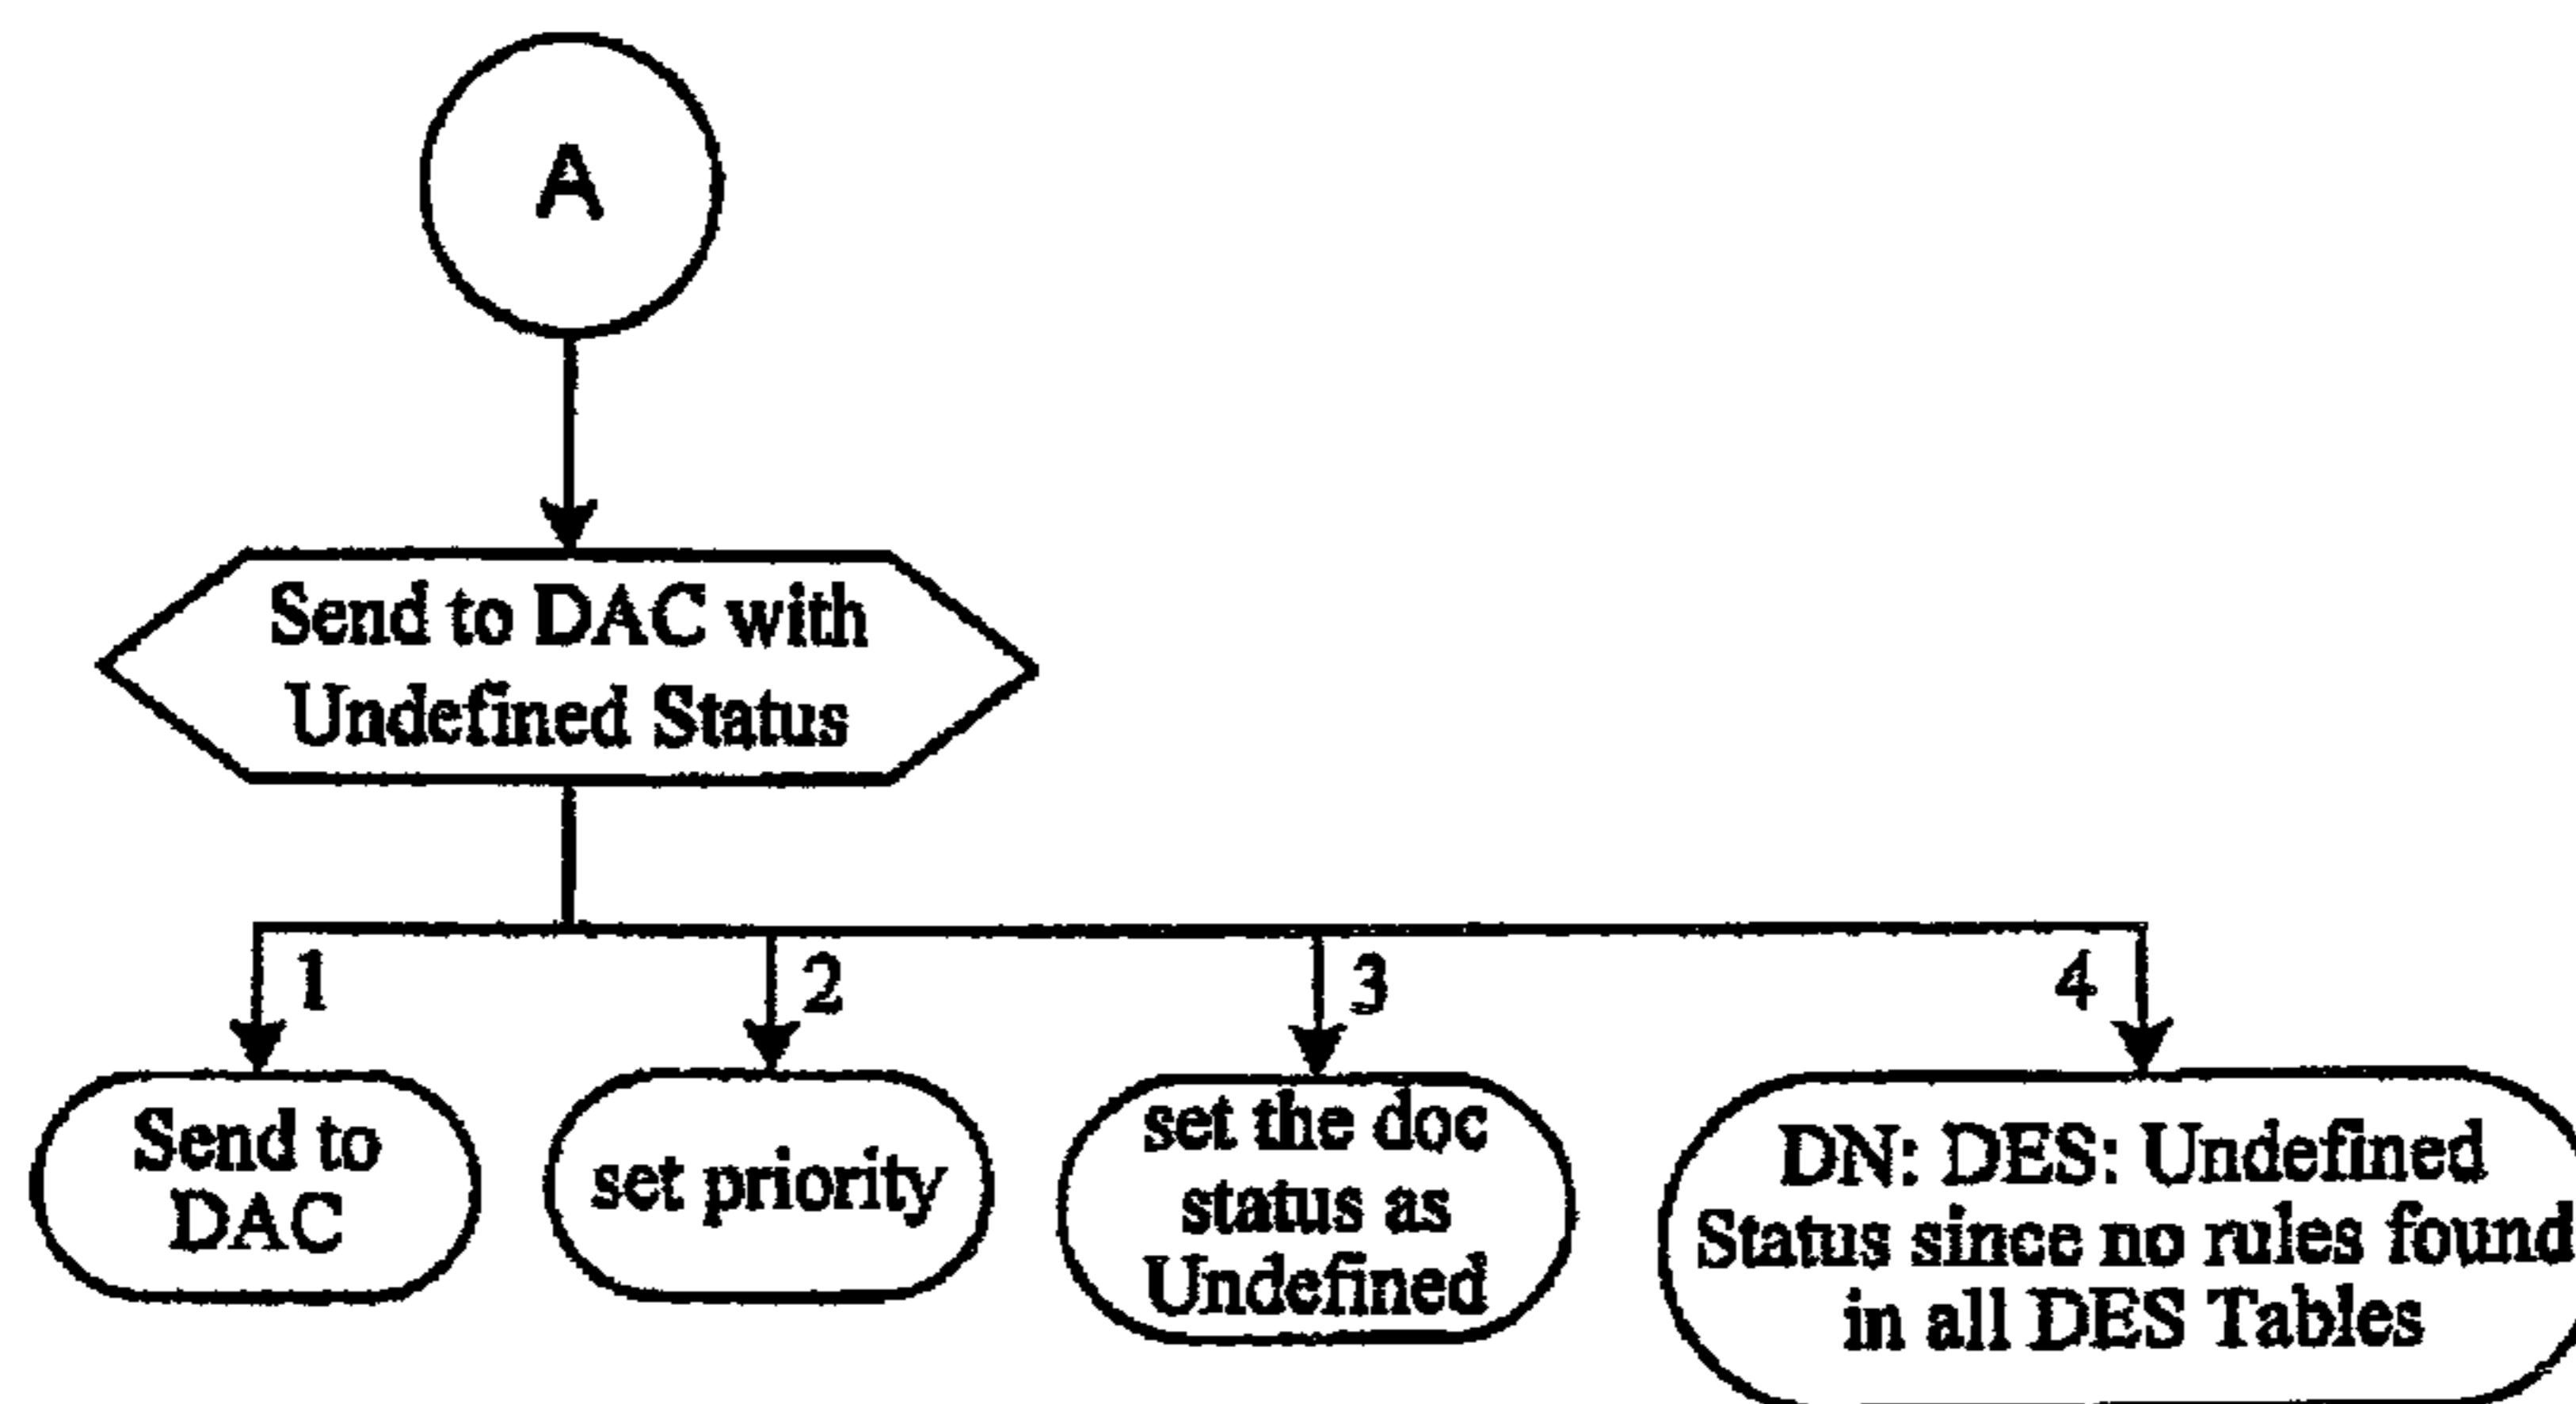 A
Send to DAC with
Undefined Status
1
2
3
4
Send to
DAC
set priority
set the doc
status as
Undefined
DN: DES: Undefined
Status since no rules found
in all DES Tables